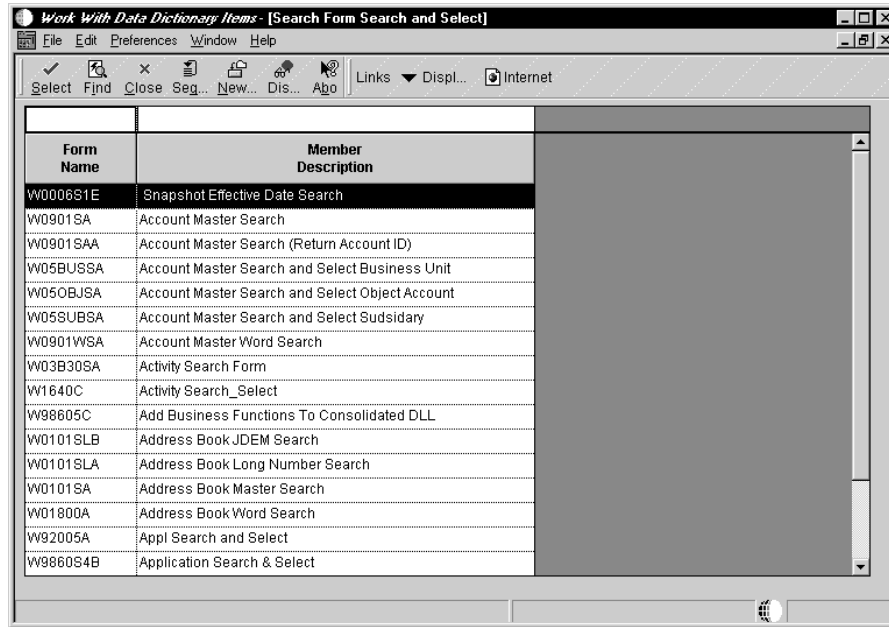 Work With Data Dictionary Items - [Search Form Search and Select]
File Edit Preferences Window Help
Select Find Close Seq... New... Dis... Abo Links Displ... Internet
Form Name Member Description
W0006S1E Snapshot Effective Date Search
W0901SA Account Master Search
W0901SAA Account Master Search (Return Account ID)
W05BUSSA Account Master Search and Select Business Unit
W05OBJSA Account Master Search and Select Object Account
W05SUBSA Account Master Search and Select Sudsidary
W0901WSA Account Master Word Search
W03B30SA Activity Search Form
W1640C Activity Search_Select
W98605C Add Business Functions To Consolidated DLL
W0101SLB Address Book JDEM Search
W0101SLA Address Book Long Number Search
W0101SA Address Book Master Search
W01800A Address Book Word Search
W92005A Appl Search and Select
W9860S4B Application Search & Select